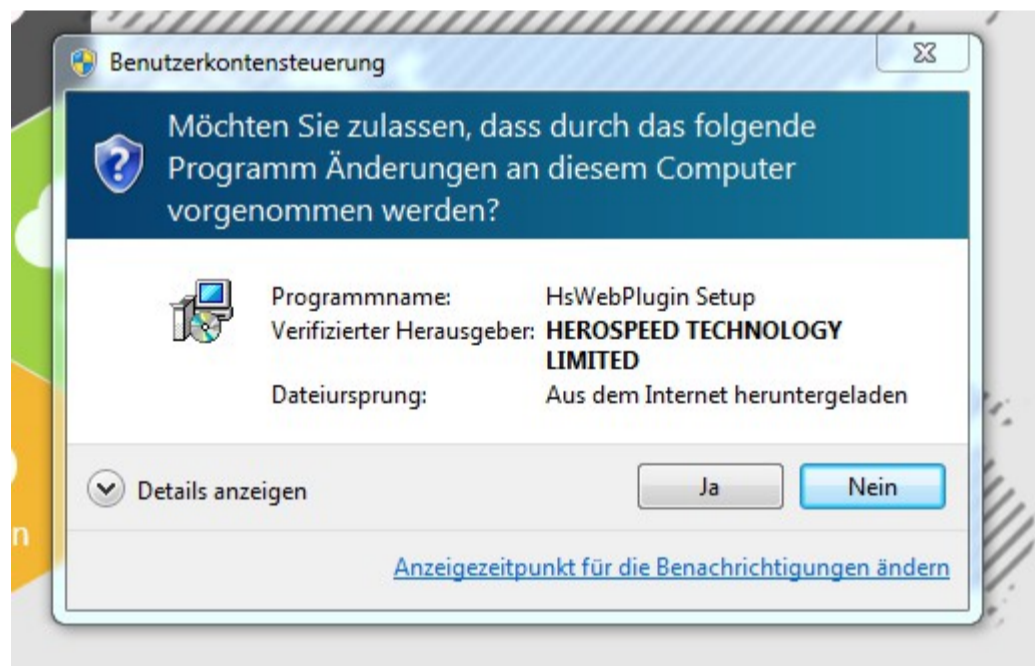 Benutzerkontensteuerung
Möchten Sie zulassen, dass durch das folgende
Programm Änderungen an diesem Computer
vorgenommen werden?
Programmname: HsWebPlugin Setup
Verifizierter Herausgeber: HEROSPEED TECHNOLOGY
LIMITED
Dateiursprung: Aus dem Internet heruntergeladen
Details anzeigen Ja Nein
n
Anzeigezeitpunkt für die Benachrichtigungen ändern